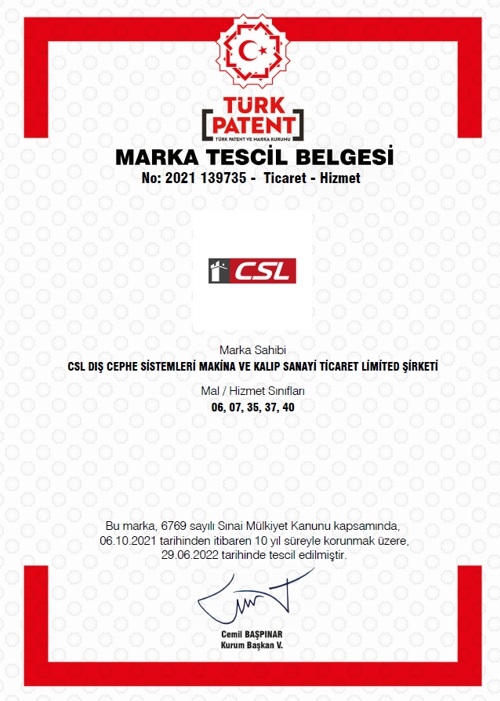 TÜRK
PATENT
TÜRK PATENT VE MARKA KURUMU
MARKA TESCİL BELGESİ
No: 2021 139735 - Ticaret - Hizmet
CSL
Marka Sahibi
CSL DIŞ CEPHE SİSTEMLERİ MAKİNA VE KALIP SANAYİ TİCARET LİMİTED ŞİRKETİ
Mal / Hizmet Sınıfları
06, 07, 35, 37, 40
Bu marka, 6769 sayılı Sınai Mülkiyet Kanunu kapsamında,
06.10.2021 tarihinden itibaren 10 yıl süreyle korunmak üzere,
29.06.2022 tarihinde tescil edilmiştir.
Cemil BAŞPINAR
Kurum Başkan V.